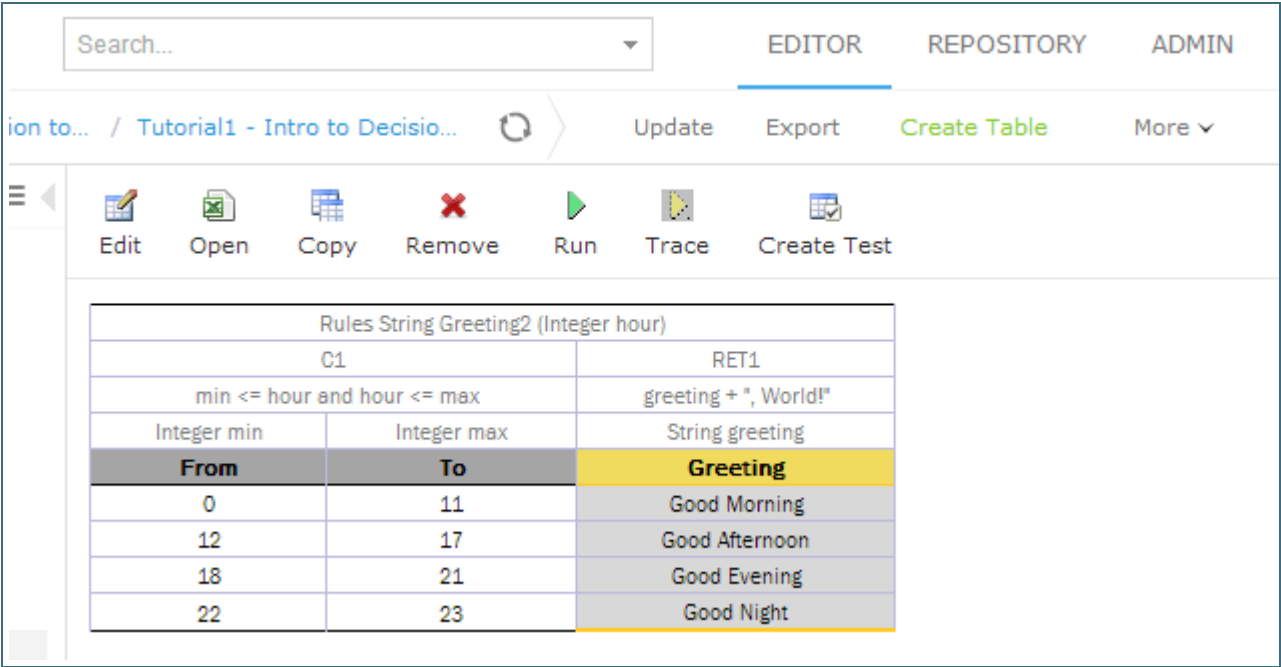 Search... EDITOR REPOSITORY ADMIN
ion to... / Tutorial1 - Intro to Decisio... Update Export Create Table More
Edit Open Copy Remove Run Trace Create Test
Rules String Greeting2 (Integer hour)
C1 RET1
min <= hour and hour <= max greeting + ", World!"
Integer min Integer max String greeting
From To Greeting
0 11 Good Morning
12 17 Good Afternoon
18 21 Good Evening
22 23 Good Night